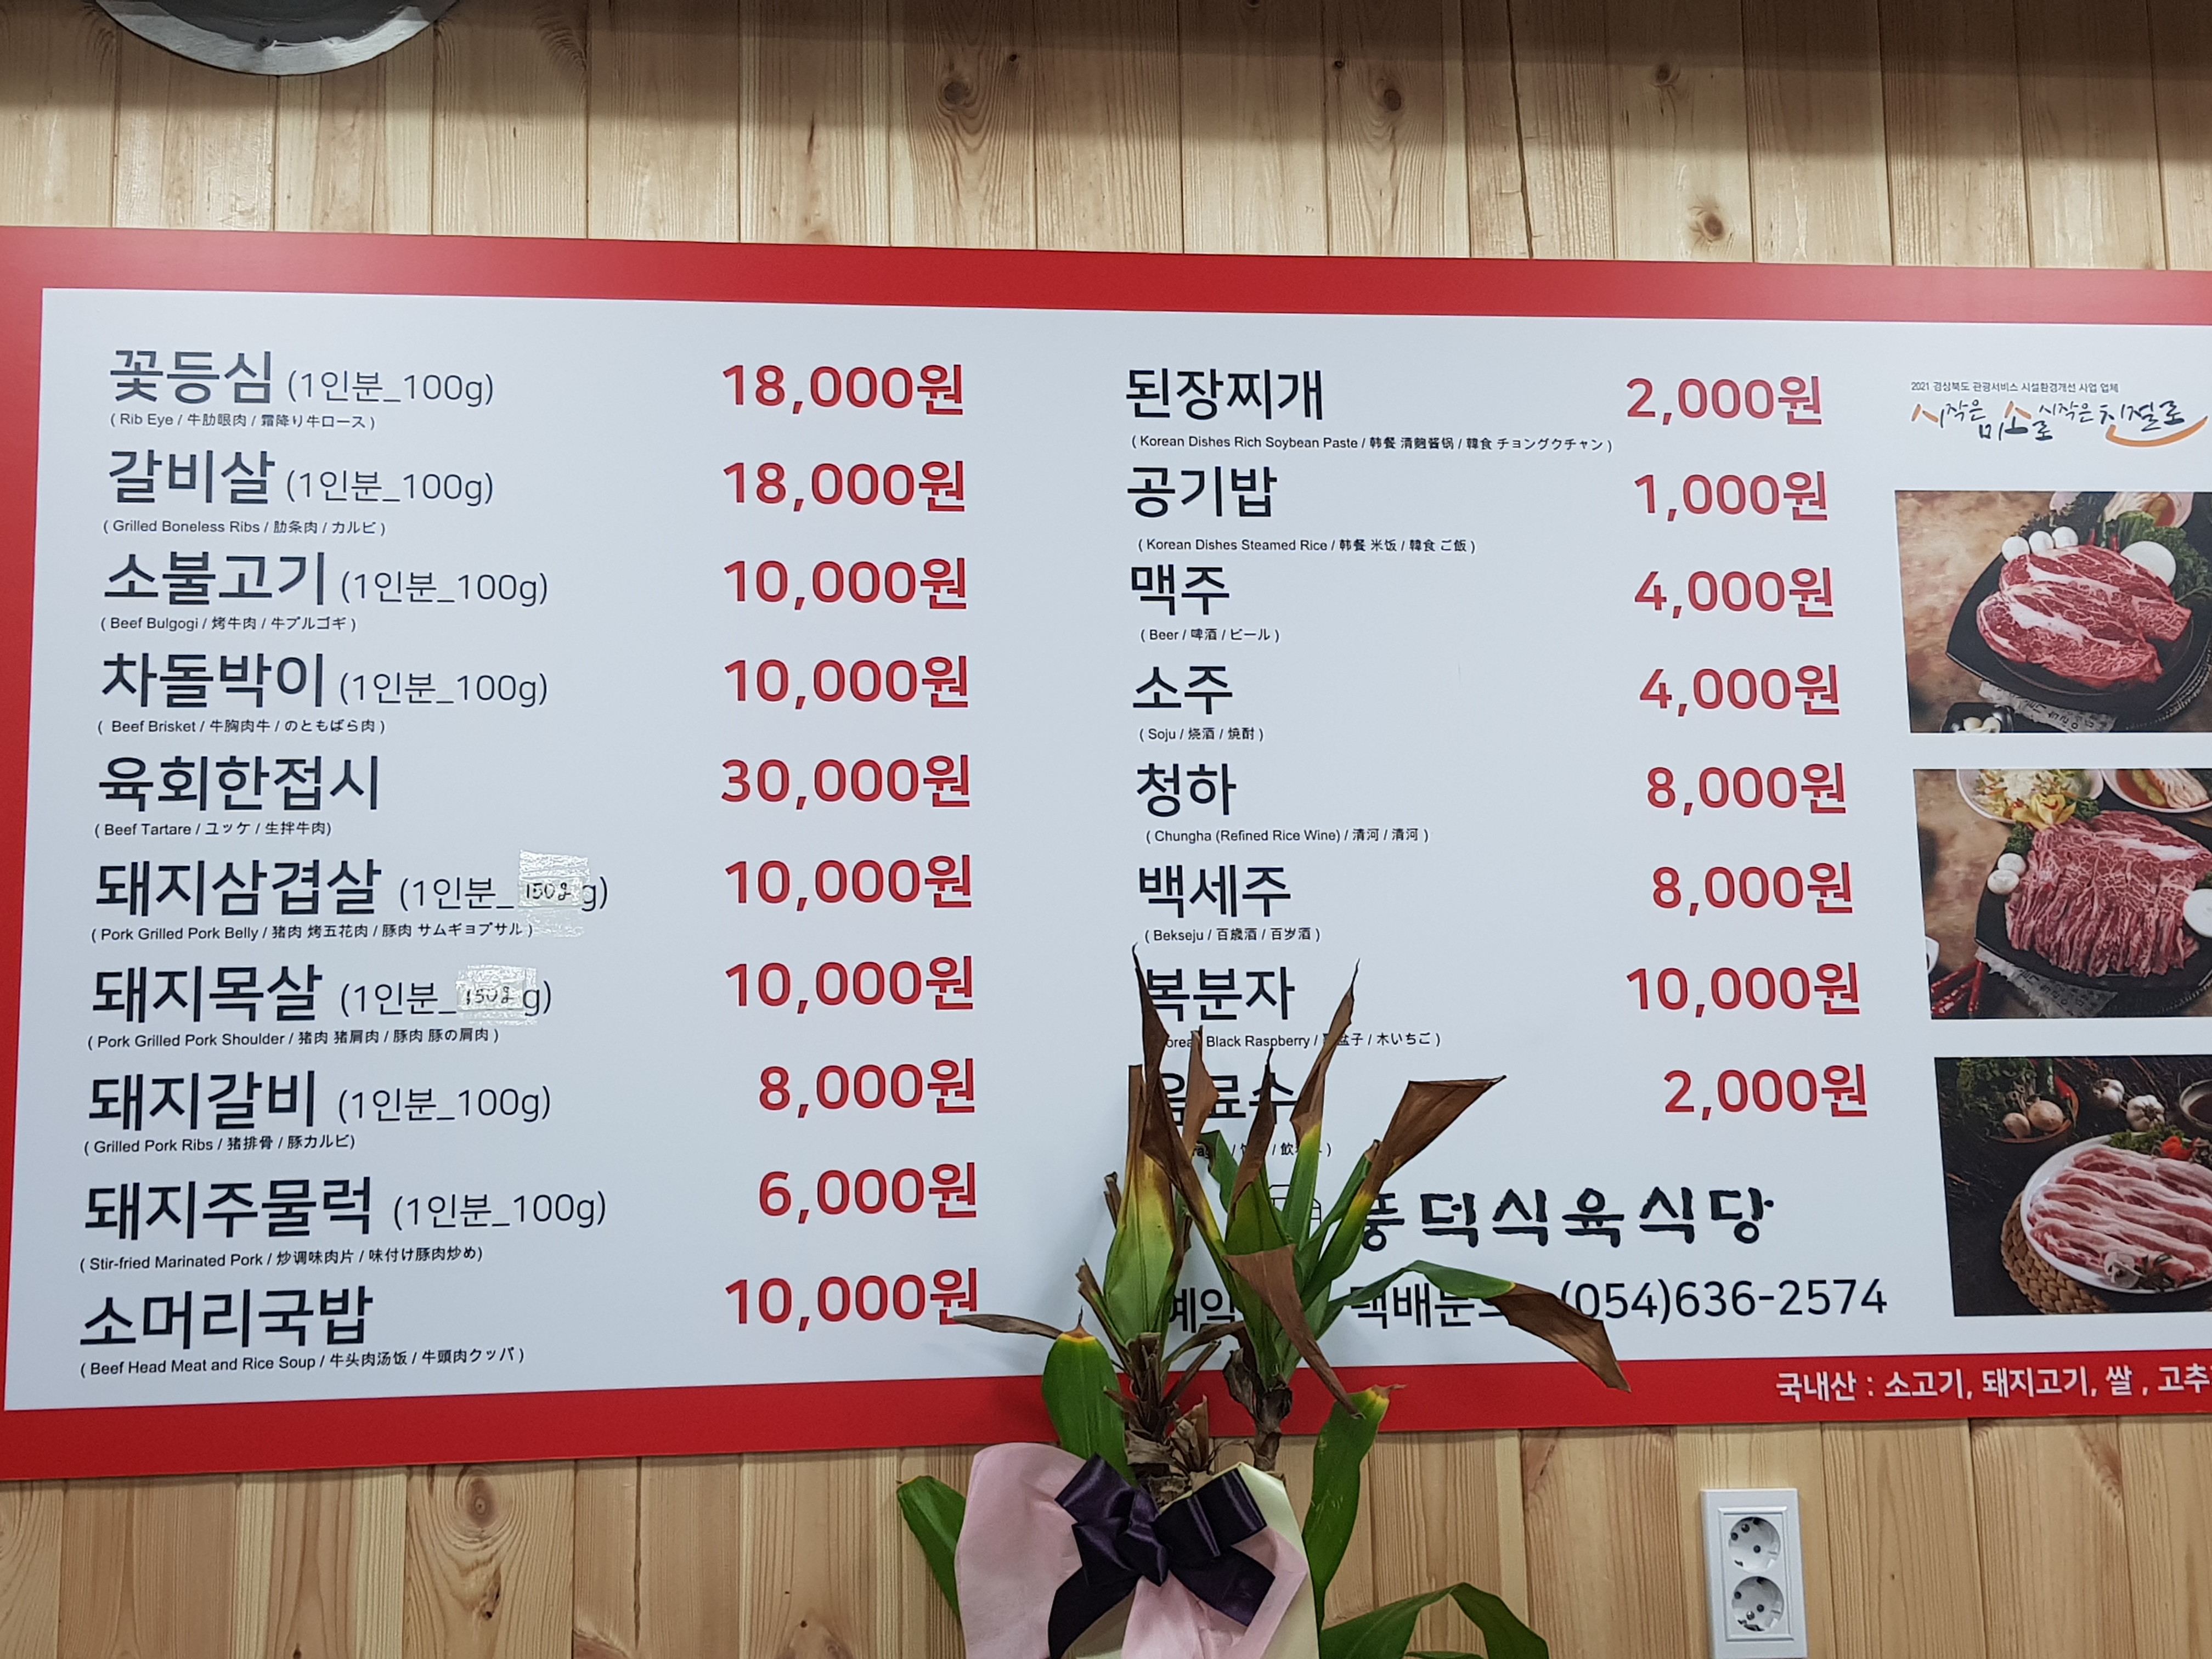 꽃등심 (1인분_100g) 18,000원
( Rib Eye / 牛肋眼肉 / 霜降り牛ロース )
갈비살 (1인분_100g) 18,000원
( Grilled Boneless Ribs / 肋条肉 / カルビ )
소불고기 (1인분_100g) 10,000원
( Beef Bulgogi / 烤牛肉 / 牛プルゴギ )
차돌박이 (1인분_100g) 10,000원
( Beef Brisket / 牛胸肉牛 / のともばら肉 )
육회한접시 30,000원
( Beef Tartare / ユッケ / 生拌牛肉)
돼지삼겹살 (1인분_150g g) 10,000원
( Pork Grilled Pork Belly / 猪肉 烤五花肉 / 豚肉 サムギョプサル )
돼지목살 (1인분_150g g) 10,000원
( Pork Grilled Pork Shoulder / 猪肉 猪肩肉 / 豚肉 豚の肩肉 )
돼지갈비 (1인분_100g) 8,000원
( Grilled Pork Ribs / 猪排骨 / 豚カルビ)
돼지주물럭 (1인분_100g) 6,000원
( Stir-fried Marinated Pork / 炒调味肉片 / 味付け豚肉炒め)
소머리국밥 10,000원
( Beef Head Meat and Rice Soup / 牛头肉汤饭 / 牛頭肉クッパ )
된장찌개 2,000원
( Korean Dishes Rich Soybean Paste / 韩餐 清麴酱锅 / 韓食 チョングクチャン )
공기밥 1,000원
( Korean Dishes Steamed Rice / 韩餐 米饭 / 韓食 ご飯 )
맥주 4,000원
( Beer / 啤酒 / ビール )
소주 4,000원
( Soju / 烧酒 / 焼酎 )
청하 8,000원
( Chungha (Refined Rice Wine) / 清河 / 清河 )
백세주 8,000원
( Bekseju / 百歳酒 / 百岁酒 )
복분자 10,000원
Black Raspberry / 盆子 / 木いちご )
음료수 2,000원
풍덕식육식당
택배문의 (054)636-2574
2021 경상북도 관광서비스 시설환경개선 사업 업체
시작은 미소로 시작은 친절로
국내산 : 소고기, 돼지고기, 쌀 , 고추